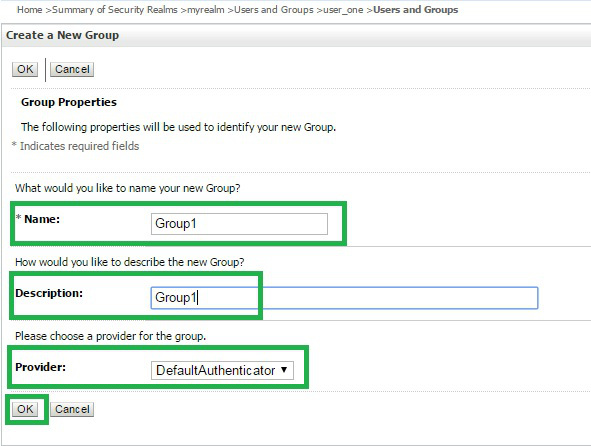 Home >Summary of Security Realms >myrealm >Users and Groups >user_one >Users and Groups
Create a New Group
OK Cancel
Group Properties
The following properties will be used to identify your new Group.
* Indicates required fields
What would you like to name your new Group?
* Name: Group1
How would you like to describe the new Group?
Description: Group1
Please choose a provider for the group.
Provider: DefaultAuthenticator
OK Cancel